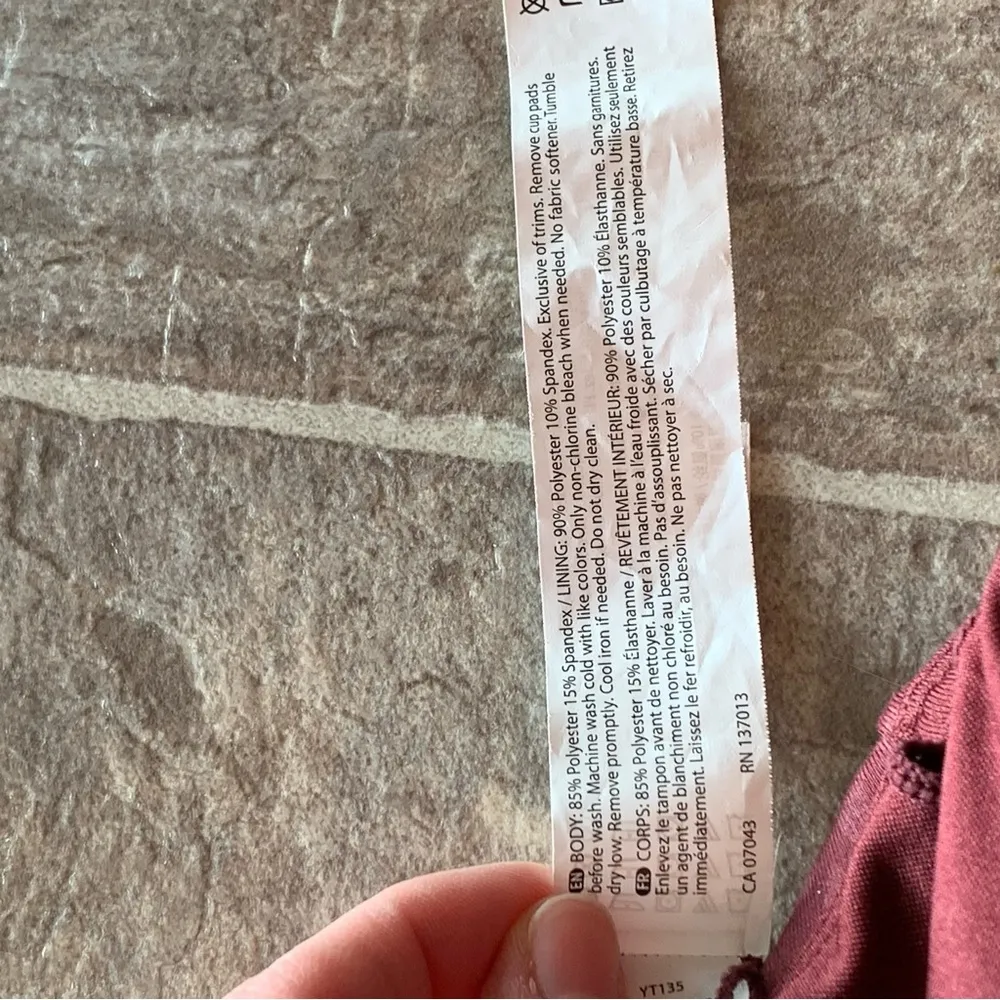 EN BODY: 85% Polyester 15% Spandex / LINING: 90% Polyester 10% Spandex. Exclusive of trims. Remove cup pads
before wash. Machine wash cold with like colors. Only non-chlorine bleach when needed. No fabric softener. Tumble
dry low. Remove promptly. Cool iron if needed. Do not dry clean.
FR CORPS: 85% Polyester 15% Élasthanne / REVÊTEMENT INTÉRIEUR: 90% Polyester 10% Élasthanne. Sans garnitures.
Enlevez le tampon avant de nettoyer. Laver à la machine à l'eau froide avec des couleurs semblables. Utilisez seulement
un agent de blanchiment non chloré au besoin. Pas d'assouplissant. Sécher par culbutage à température basse. Retirez
immédiatement. Laissez le fer refroidir, au besoin. Ne pas nettoyer à sec.
CA 07043 RN 137013
YT135